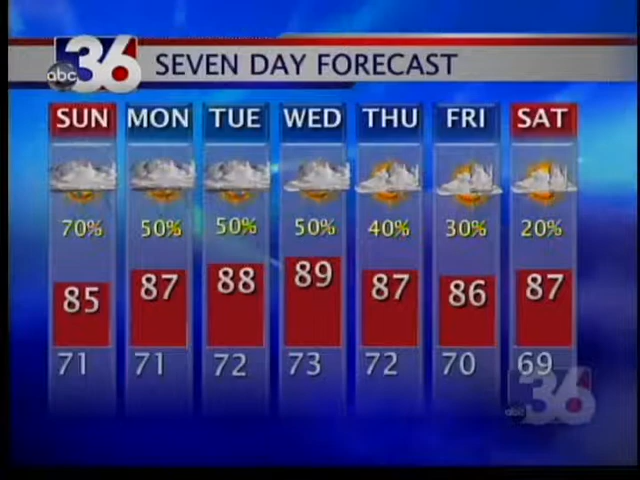 abc 36 SEVEN DAY FORECAST
SUN MON TUE WED THU FRI SAT
70% 50% 50% 50% 40% 30% 20%
85 87 88 89 87 86 87
71 71 72 73 72 70 69
abc 36